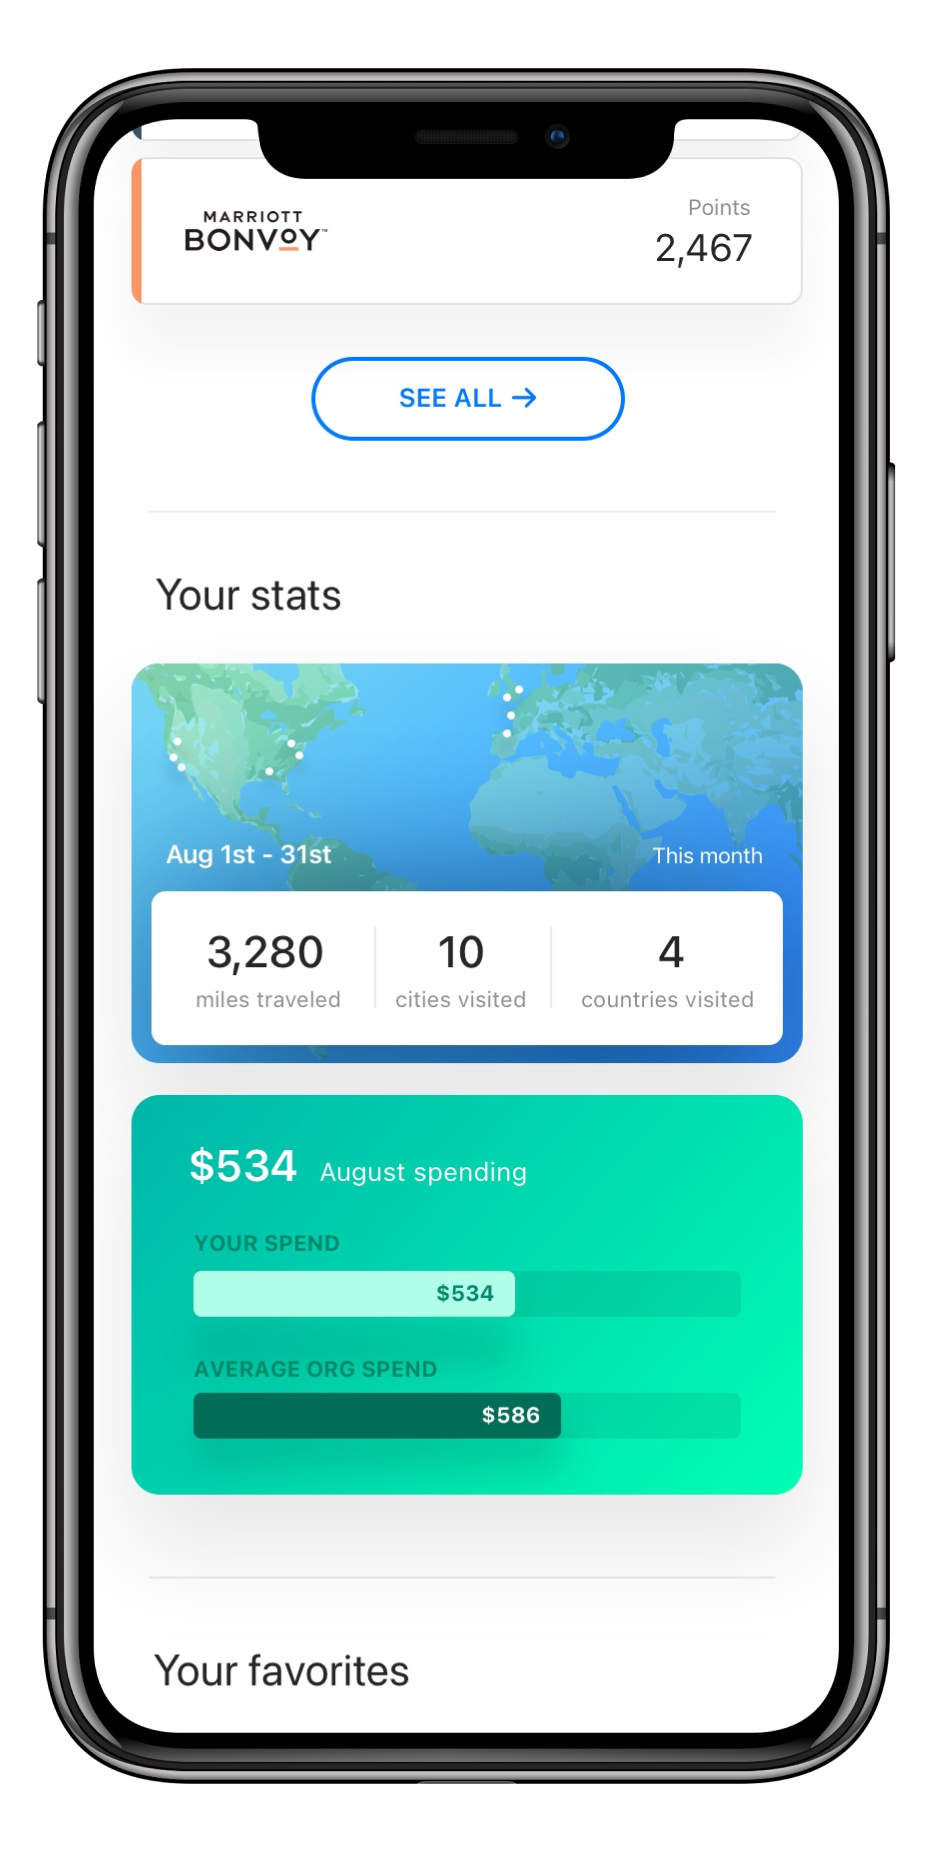 MARRIOTT
BONVOY™
Points
2,467
SEE ALL →
Your stats
Aug 1st - 31st
This month
3,280
miles traveled
10
cities visited
4
countries visited
$534 August spending
YOUR SPEND
$534
AVERAGE ORG SPEND
$586
Your favorites